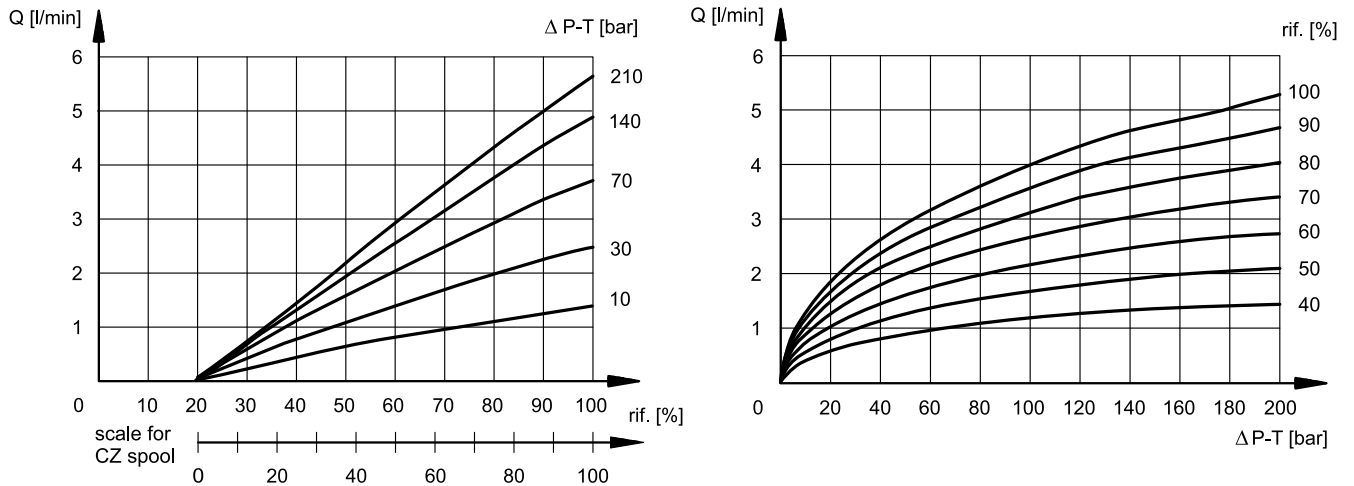 Q [l/min]
Δ P-T [bar]
6
5
4
3
2
1
210
140
70
30
10
0 10 20 30 40 50 60 70 80 90 100 rif. [%]
scale for
CZ spool
0 20 40 60 80 100
Q [l/min]
rif. [%]
6
5
4
3
2
1
100
90
80
70
60
50
40
0 20 40 60 80 100 120 140 160 180 200
Δ P-T [bar]